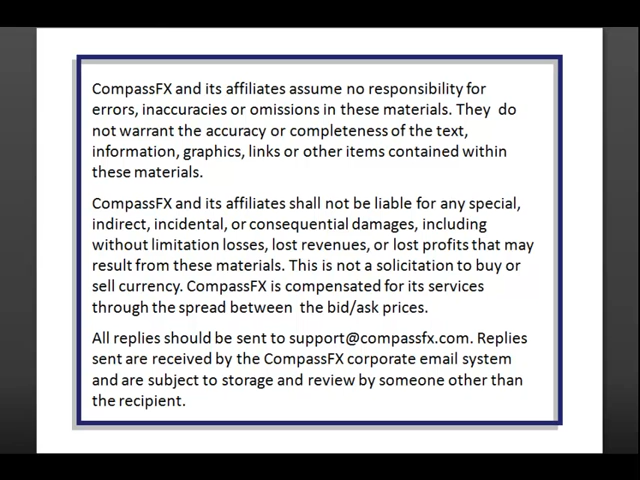 CompassFX and its affiliates assume no responsibility for
errors, inaccuracies or omissions in these materials. They do
not warrant the accuracy or completeness of the text,
information, graphics, links or other items contained within
these materials.
CompassFX and its affiliates shall not be liable for any special,
indirect, incidental, or consequential damages, including
without limitation losses, lost revenues, or lost profits that may
result from these materials. This is not a solicitation to buy or
sell currency. CompassFX is compensated for its services
through the spread between the bid/ask prices.
All replies should be sent to support@compassfx.com. Replies
sent are received by the CompassFX corporate email system
and are subject to storage and review by someone other than
the recipient.